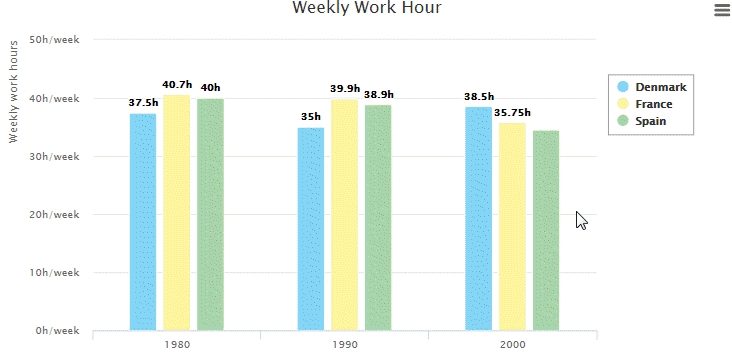 Weekly Work Hour
Weekly work hours
50h/week
40h/week
30h/week
20h/week
10h/week
0h/week
37.5h
40.7h
40h
35h
39.9h
38.9h
38.5h
35.75h
1980
1990
2000
Denmark
France
Spain